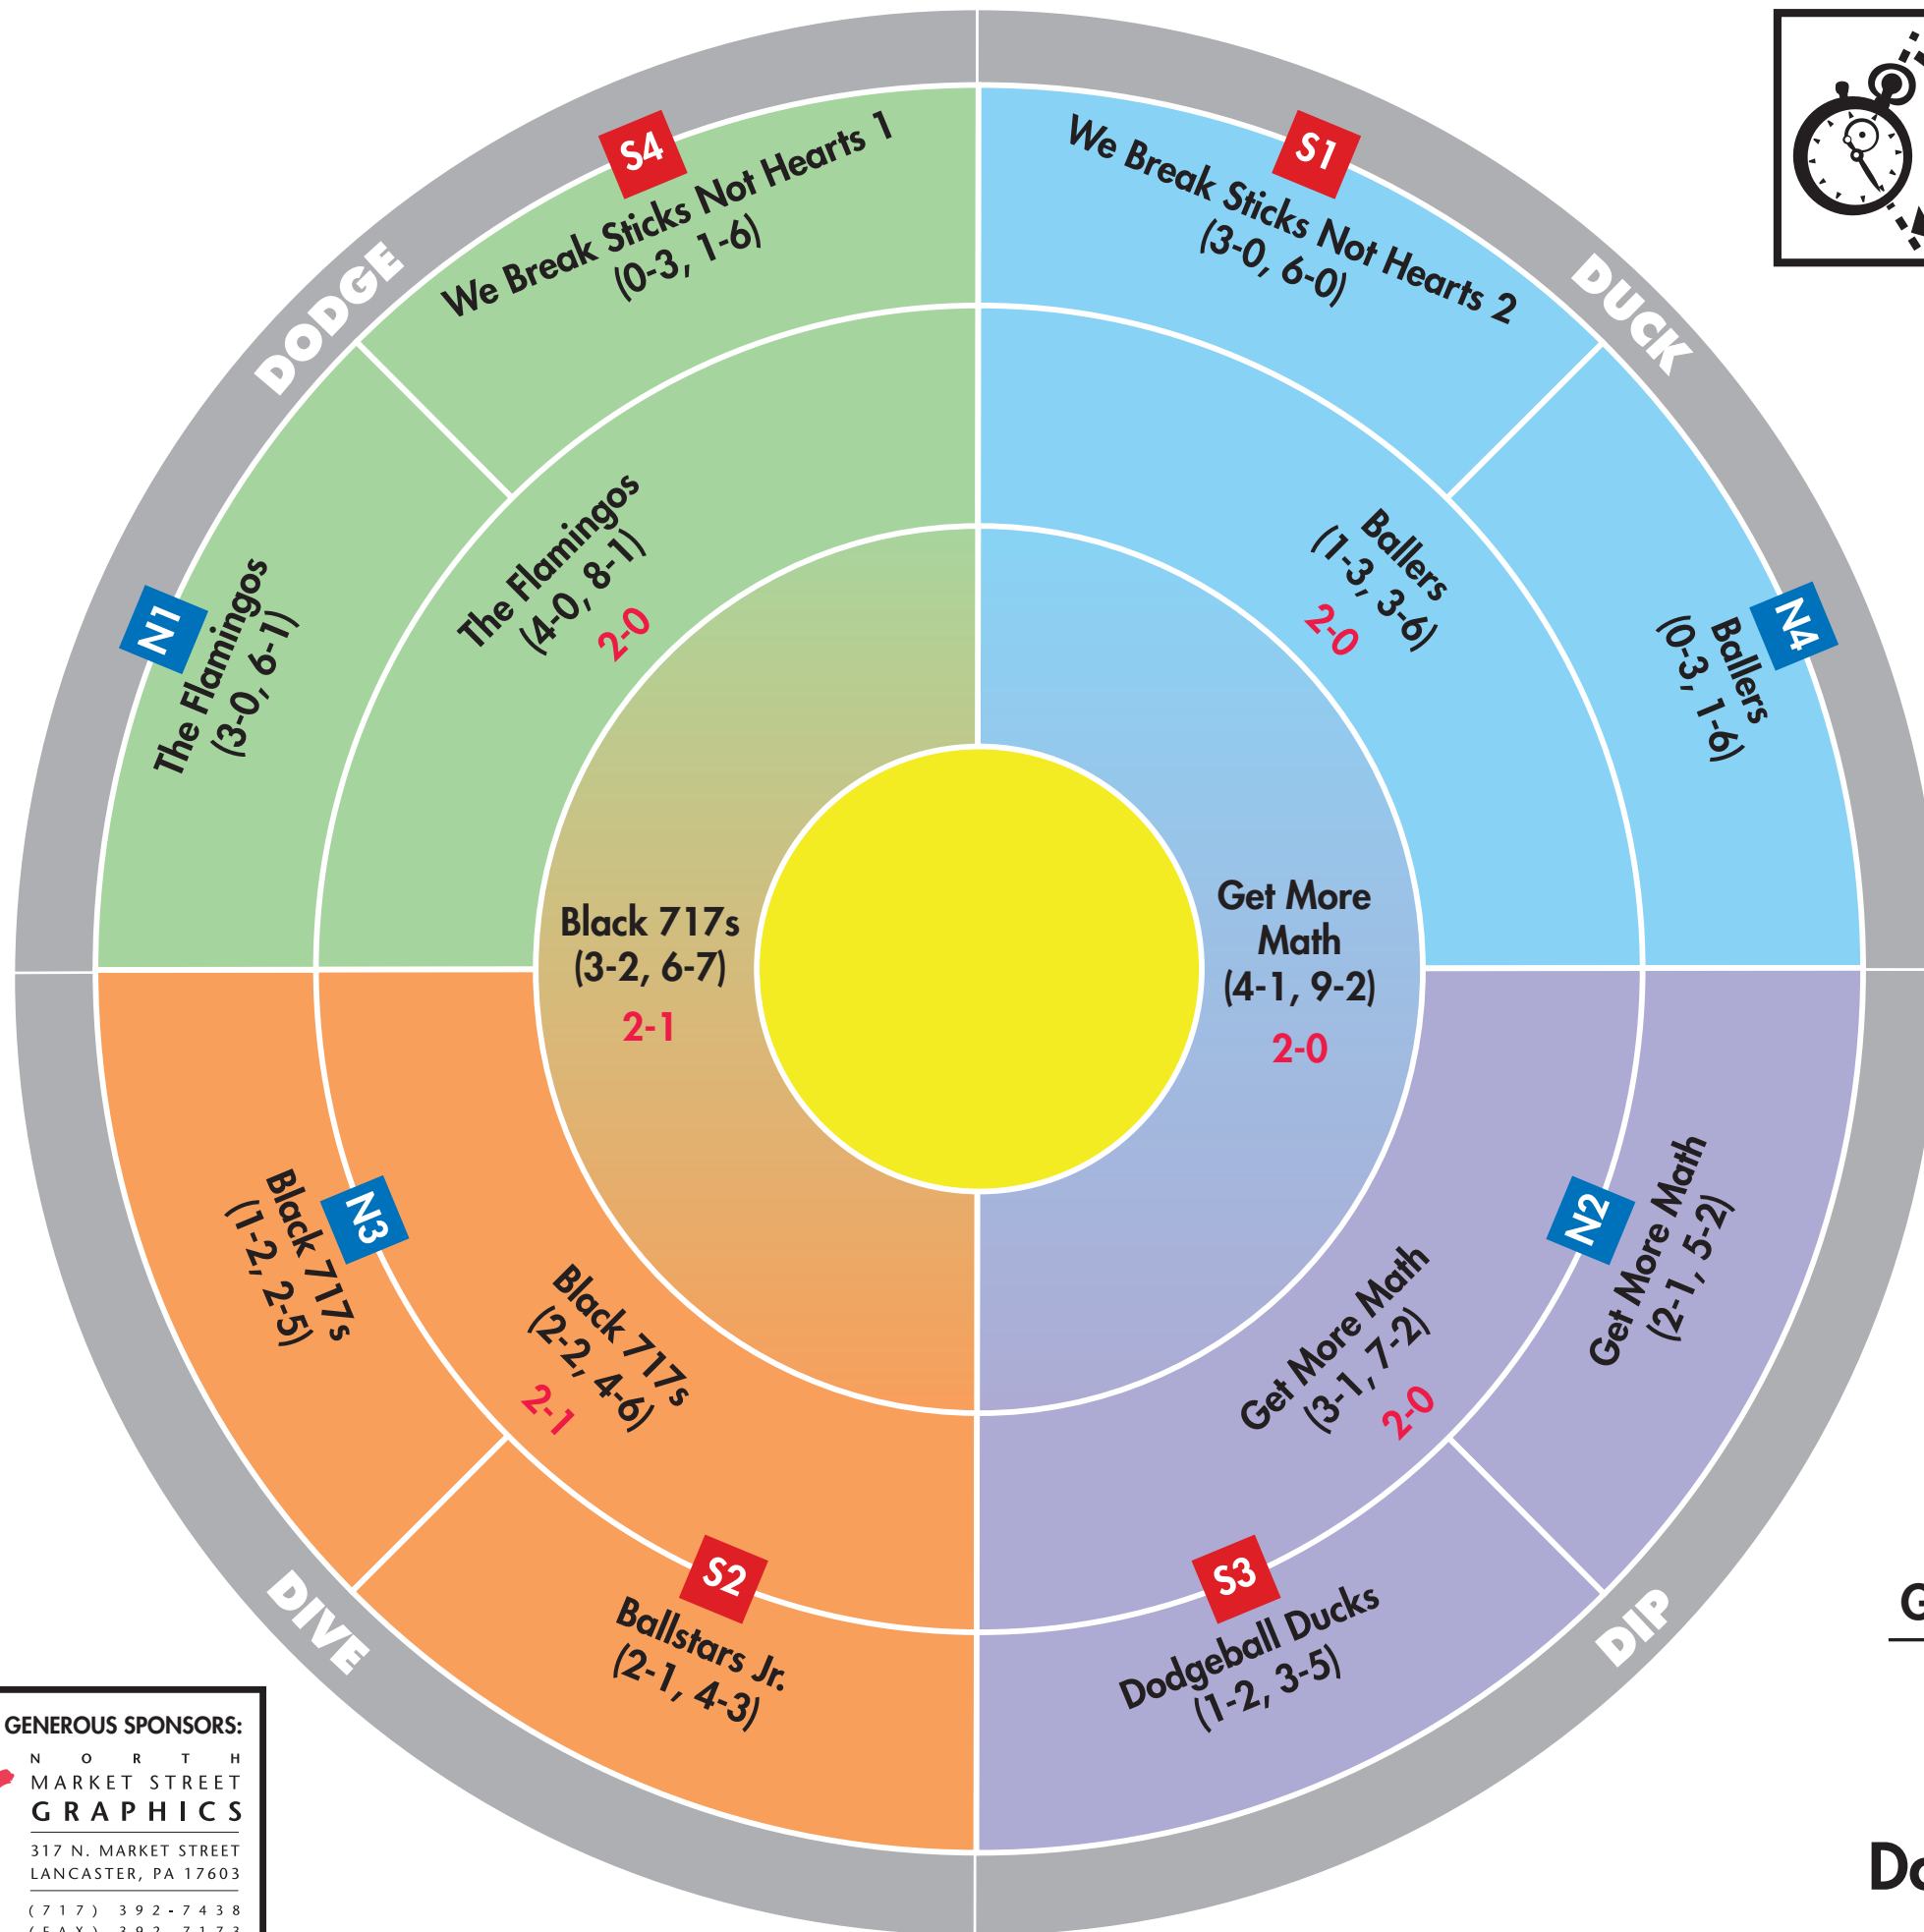 DODGE
S4
We Break Sticks Not Hearts 1
(0-3, 1-6)
N1
The Flamingos
(3-0, 6-1)
The Flamingos
(4-0, 8-1)
2-0
DUCK
S1
We Break Sticks Not Hearts 2
(3-0, 6-0)
N4
Ballers
(0-3, 1-6)
Ballers
(1-3, 3-6)
2-0
Black 717s
(3-2, 6-7)
2-1
Get More
Math
(4-1, 9-2)
2-0
DIVE
N3
Black 717s
(1-2, 2-5)
Black 717s
(2-2, 4-6)
2-1
S2
Ballstars Jr.
(2-1, 4-3)
DIP
N2
Get More Math
(2-1, 5-2)
Get More Math
(3-1, 7-2)
2-0
S3
Dodgeball Ducks
(1-2, 3-5)
G
Do
GENEROUS SPONSORS:
NORTH
MARKET STREET
GRAPHICS
317 N. MARKET STREET
LANCASTER, PA 17603
(717) 392-7438
(FAX) 392-7173